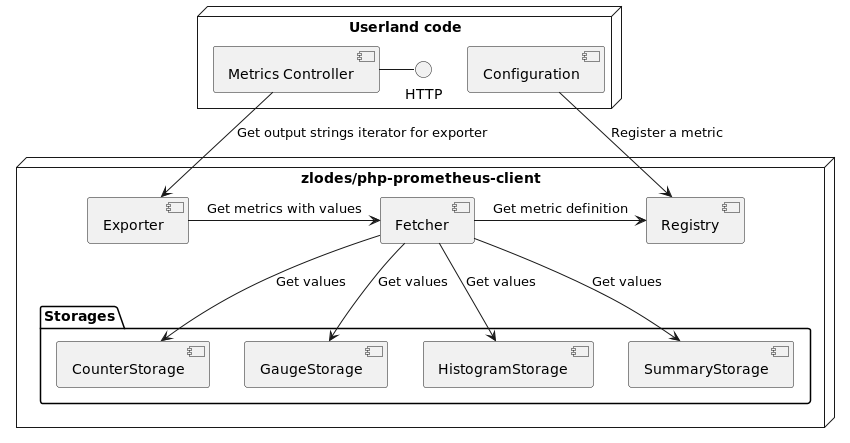 Userland code
Metrics Controller
HTTP
Configuration
Get output strings iterator for exporter
Register a metric
zlodes/php-prometheus-client
Exporter
Get metrics with values
Fetcher
Get metric definition
Registry
Get values
Get values
Get values
Get values
Storages
CounterStorage
GaugeStorage
HistogramStorage
SummaryStorage